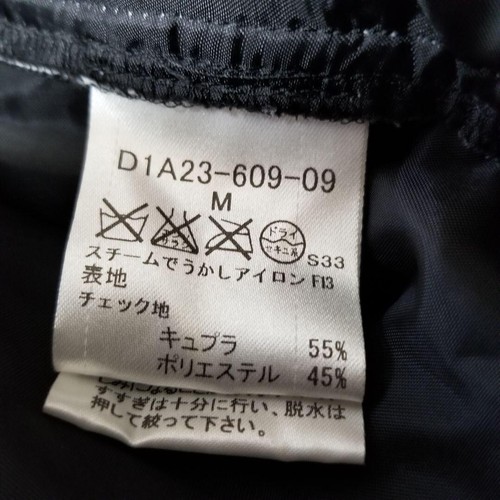 D1A23-609-09
M
ドライ
セキユ系
S33
スチームでうかしアイロン F13
表地
チェック地
キュプラ 55%
ポリエステル 45%
すすぎは十分に行い、脱水は
押して絞って下さい。